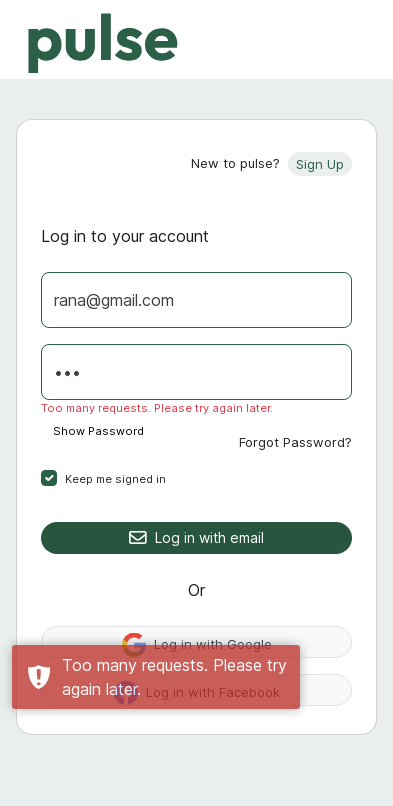 pulse
New to pulse? Sign Up
Log in to your account
rana@gmail.com
•••
Too many requests. Please try again later.
Show Password
Forgot Password?
Keep me signed in
Log in with email
Or
Log in with Google
Too many requests. Please try
again later.
Log in with Facebook